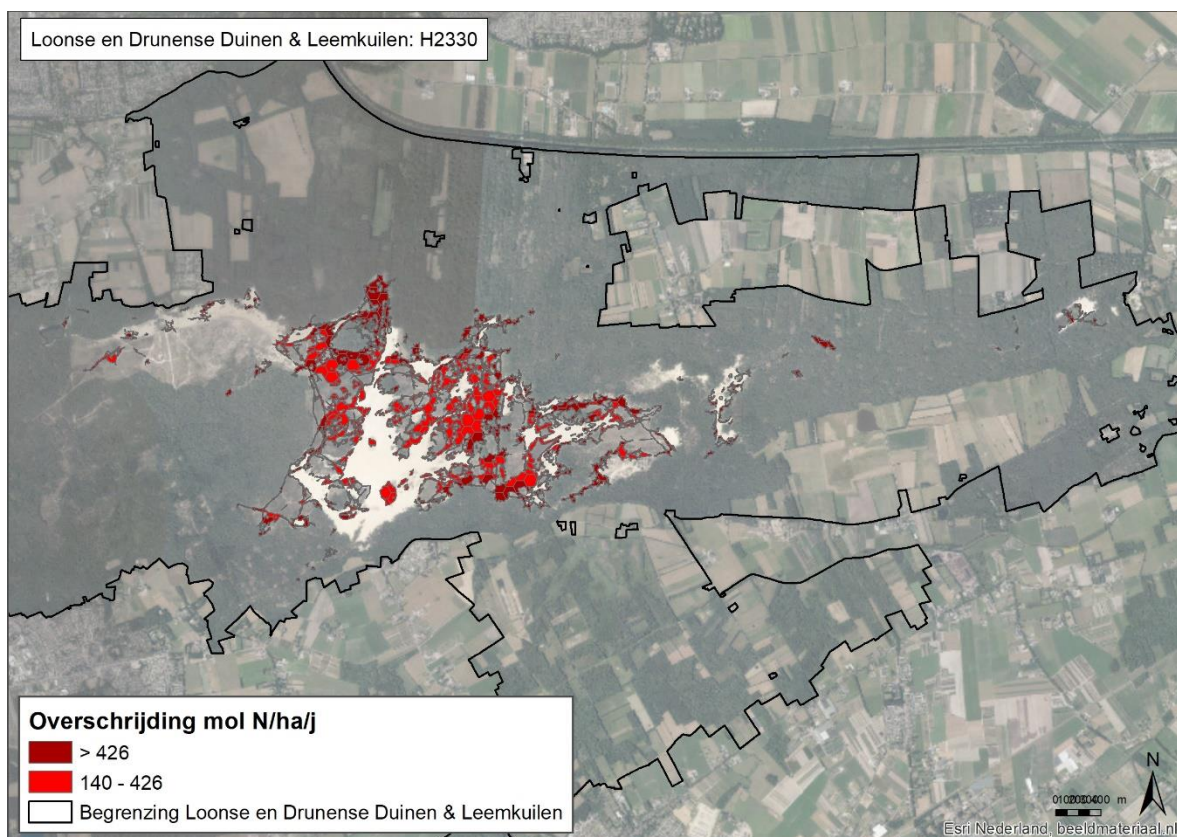 Loonse en Drunense Duinen & Leemkuilen: H2330
Overschrijding mol N/ha/j
> 426
140 - 426
Begrenzing Loonse en Drunense Duinen & Leemkuilen
N
m
Esri Nederland, beeldmateriaal.nl